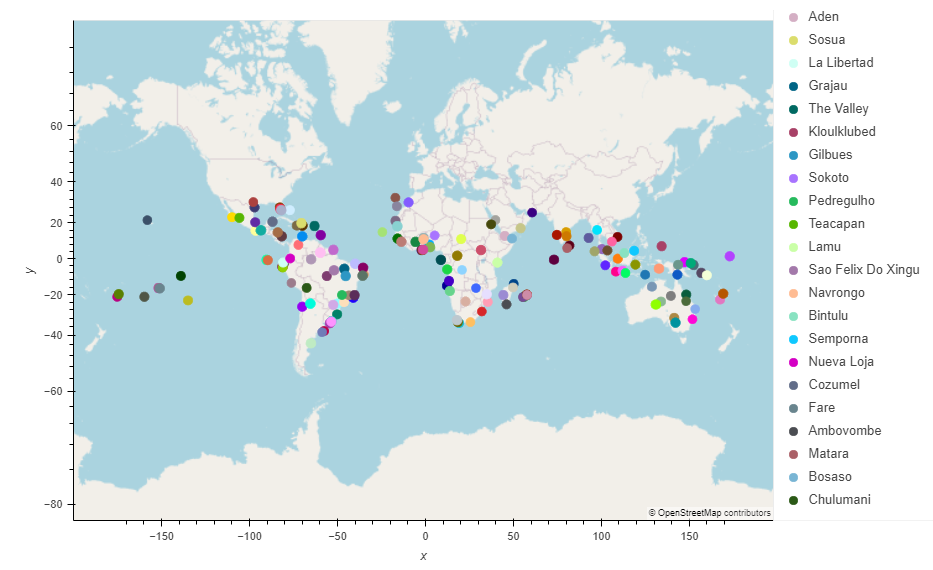 Aden
Sosua
La Libertad
Grajau
The Valley
Kloulklubed
Gilbues
Sokoto
Pedregulho
Teacapan
Lamu
Sao Felix Do Xingu
Navrongo
Bintulu
Semporna
Nueva Loja
Cozumel
Fare
Ambovombe
Matara
Bosaso
Chulumani
60
40
20
0
−20
−40
−60
−80
y
© OpenStreetMap contributors
−150
−100
−50
0
50
100
150
x